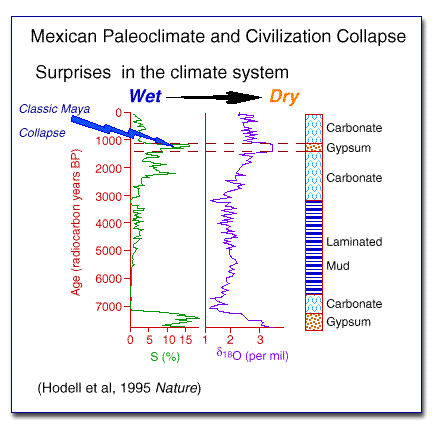 Mexican Paleoclimate and Civilization Collapse
Surprises in the climate system
Classic Maya
Collapse
Wet
Dry
Age (radiocarbon years BP)
0
1000
2000
3000
4000
5000
6000
7000
0 5 10 15
S (%)
1 2 3
δ18O (per mil)
Carbonate
Gypsum
Carbonate
Laminated
Mud
Carbonate
Gypsum
(Hodell et al, 1995 Nature)